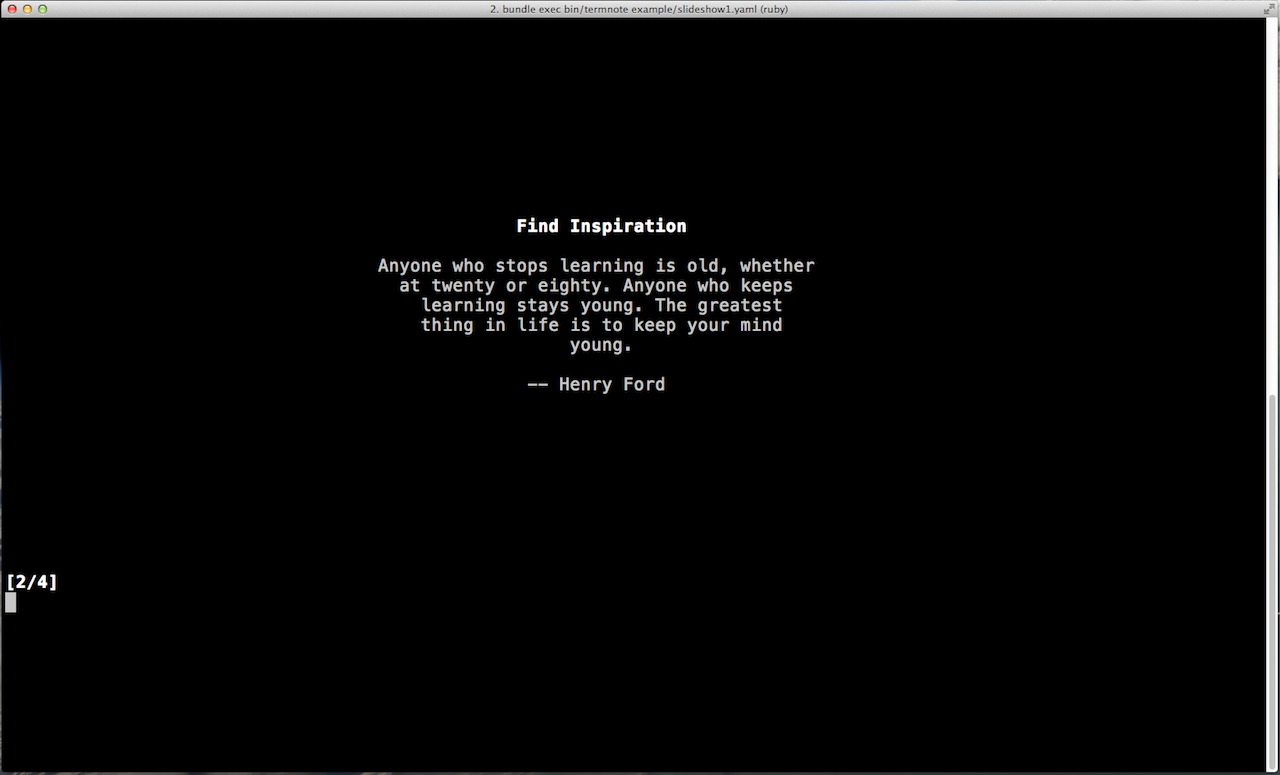 2. bundle exec bin/termnote example/slideshow1.yaml (ruby)
Find Inspiration
Anyone who stops learning is old, whether
at twenty or eighty. Anyone who keeps
learning stays young. The greatest
thing in life is to keep your mind
young.
-- Henry Ford
[2/4]